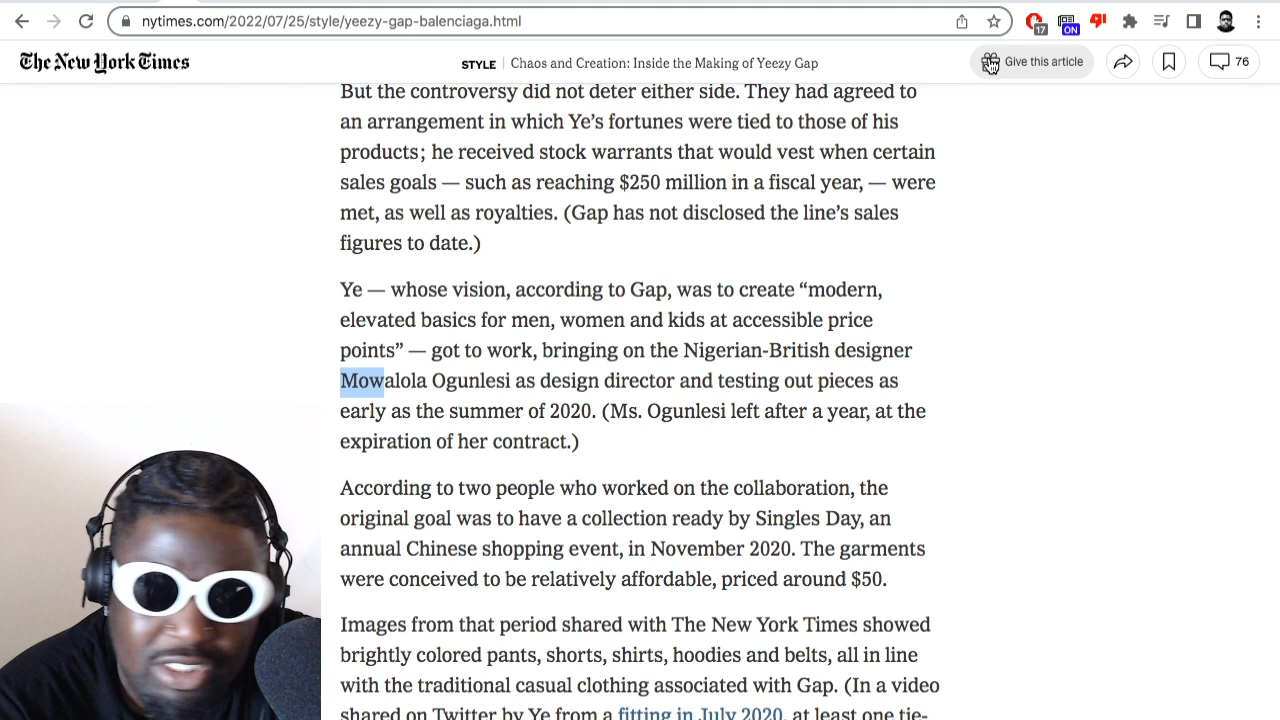 nytimes.com/2022/07/25/style/yeezy-gap-balenciaga.html
17
ON
The New York Times
STYLE | Chaos and Creation: Inside the Making of Yeezy Gap
Give this article
76
But the controversy did not deter either side. They had agreed to
an arrangement in which Ye’s fortunes were tied to those of his
products; he received stock warrants that would vest when certain
sales goals — such as reaching $250 million in a fiscal year, — were
met, as well as royalties. (Gap has not disclosed the line’s sales
figures to date.)
Ye — whose vision, according to Gap, was to create “modern,
elevated basics for men, women and kids at accessible price
points” — got to work, bringing on the Nigerian-British designer
Mowalola Ogunlesi as design director and testing out pieces as
early as the summer of 2020. (Ms. Ogunlesi left after a year, at the
expiration of her contract.)
According to two people who worked on the collaboration, the
original goal was to have a collection ready by Singles Day, an
annual Chinese shopping event, in November 2020. The garments
were conceived to be relatively affordable, priced around $50.
Images from that period shared with The New York Times showed
brightly colored pants, shorts, shirts, hoodies and belts, all in line
with the traditional casual clothing associated with Gap. (In a video
shared on Twitter by Ye from a fitting in July 2020, at least one tie-